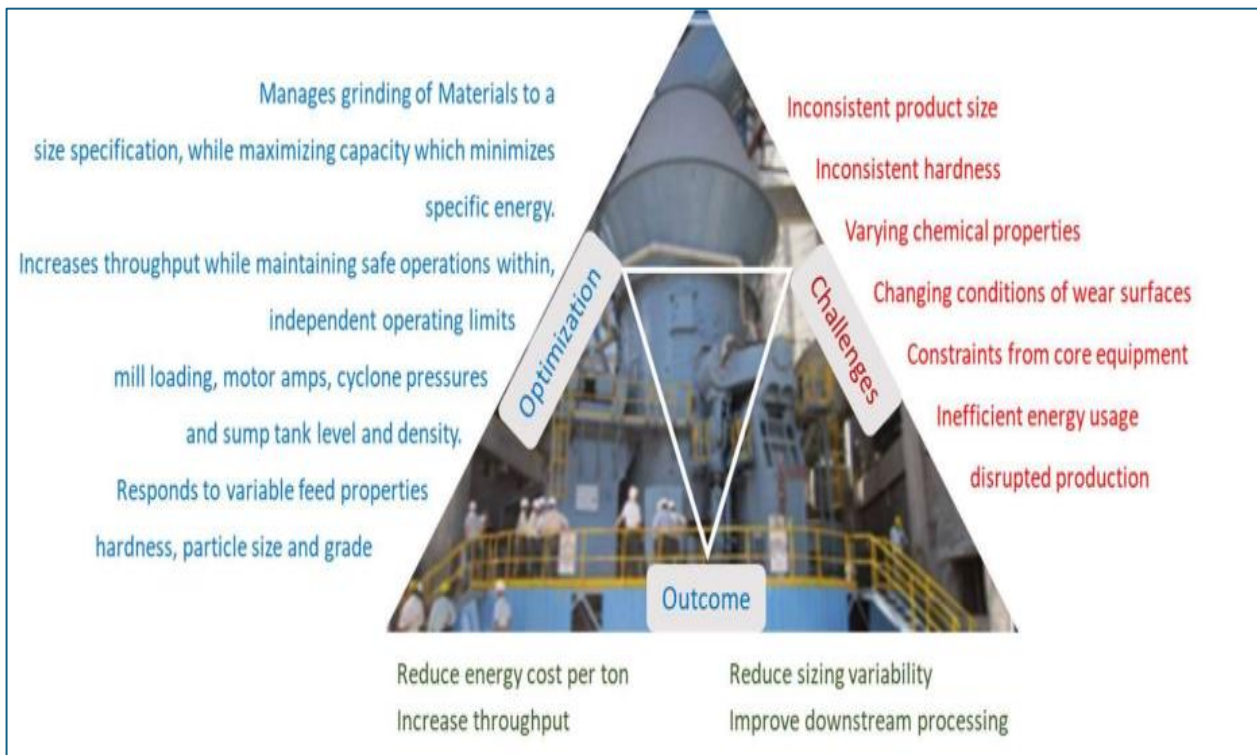 Manages grinding of Materials to a
size specification, while maximizing capacity which minimizes
specific energy.
Increases throughput while maintaining safe operations within,
independent operating limits
mill loading, motor amps, cyclone pressures
and sump tank level and density.
Responds to variable feed properties
hardness, particle size and grade
Optimization
Challenges
Inconsistent product size
Inconsistent hardness
Varying chemical properties
Changing conditions of wear surfaces
Constraints from core equipment
Inefficient energy usage
disrupted production
Outcome
Reduce energy cost per ton
Increase throughput
Reduce sizing variability
Improve downstream processing